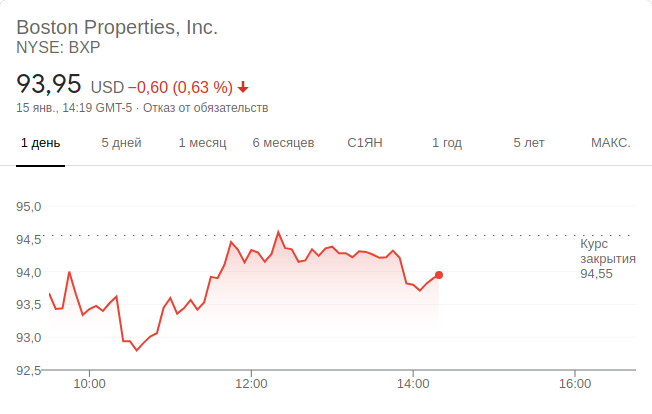 Boston Properties, Inc.
NYSE: BXP
93,95 USD −0,60 (0,63 %)
15 янв., 14:19 GMT-5 · Отказ от обязательств
1 день 5 дней 1 месяц 6 месяцев С1ЯН 1 год 5 лет МАКС.
95,0
94,5
Курс
закрытия
94,55
94,0
93,5
93,0
92,5
10:00 12:00 14:00 16:00